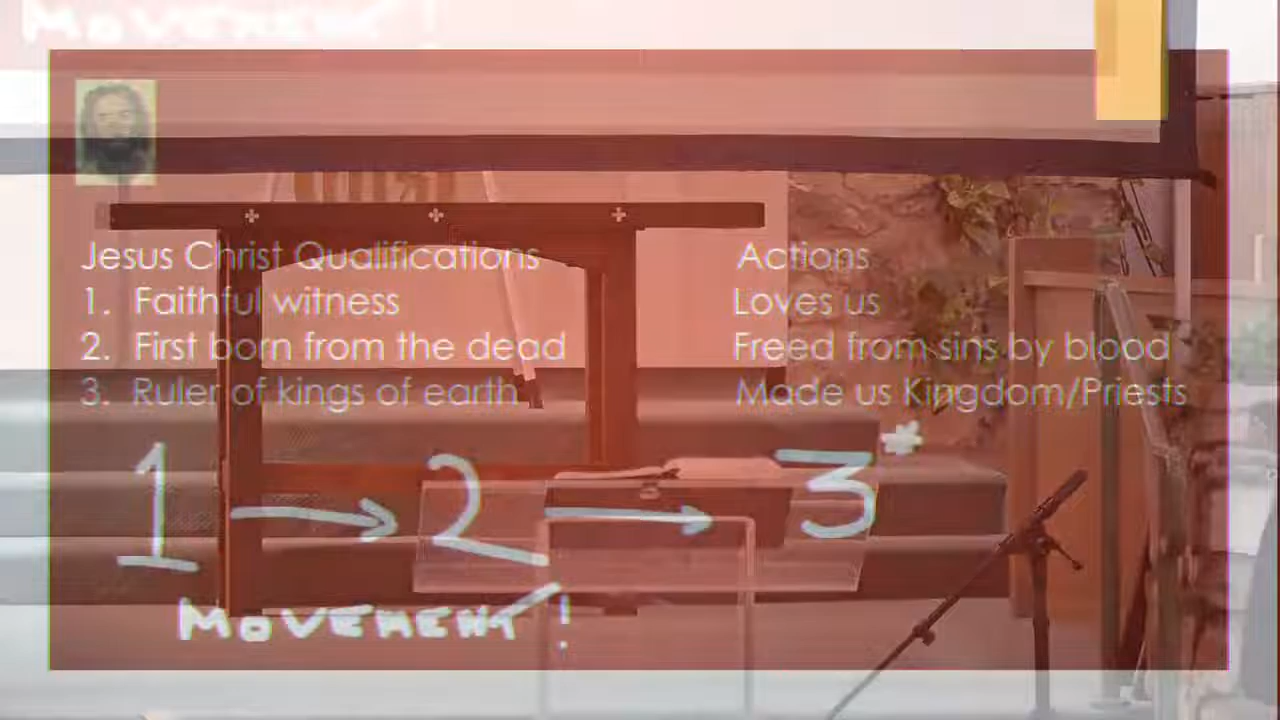 MOVEMENT!
Jesus Christ Qualifications Actions
1. Faithful witness Loves us
2. First born from the dead Freed from sins by blood
3. Ruler of kings of earth Made us Kingdom/Priests
1 → 2 → 3*
MOVEMENT!